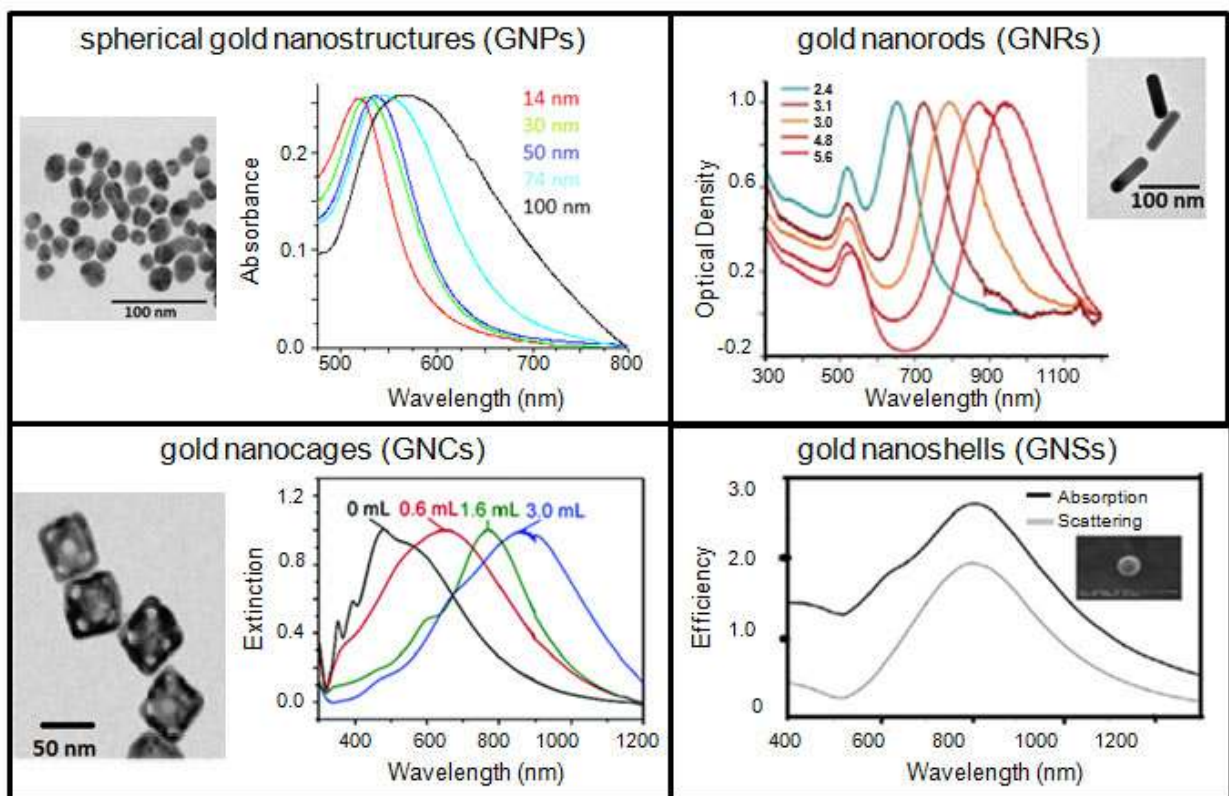 spherical gold nanostructures (GNPs)
100 nm
Absorbance
0.2
0.1
0.0
14 nm
30 nm
50 nm
74 nm
100 nm
500 600 700 800
Wavelength (nm)
gold nanorods (GNRs)
Optical Density
1.0
0.6
0.2
-0.2
2.4
3.1
3.0
4.8
5.6
1.0
100 nm
300 500 700 900 1100
Wavelength (nm)
gold nanocages (GNCs)
50 nm
Extinction
1.2
0.8
0.4
0.0
0 mL 0.6 mL 1.6 mL 3.0 mL
400 600 800 1000 1200
Wavelength (nm)
gold nanoshells (GNSs)
Efficiency
3.0
2.0
1.0
0
Absorption
Scattering
400 600 800 1000 1200
Wavelength (nm)